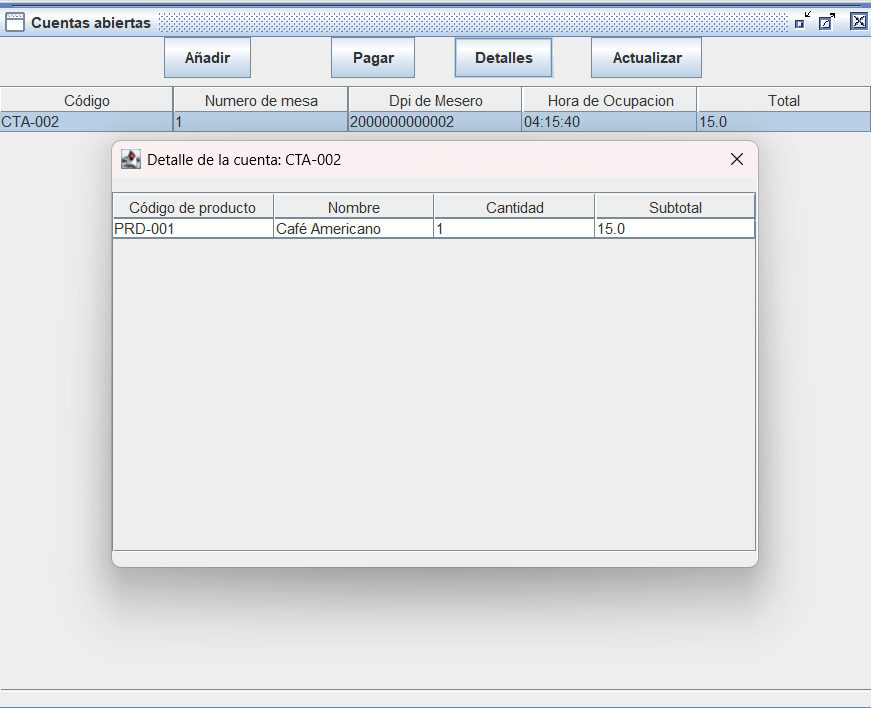 Cuentas abiertas
Añadir Pagar Detalles Actualizar
Código Numero de mesa Dpi de Mesero Hora de Ocupacion Total
CTA-002 1 2000000000002 04:15:40 15.0
Detalle de la cuenta: CTA-002
Código de producto Nombre Cantidad Subtotal
PRD-001 Café Americano 1 15.0